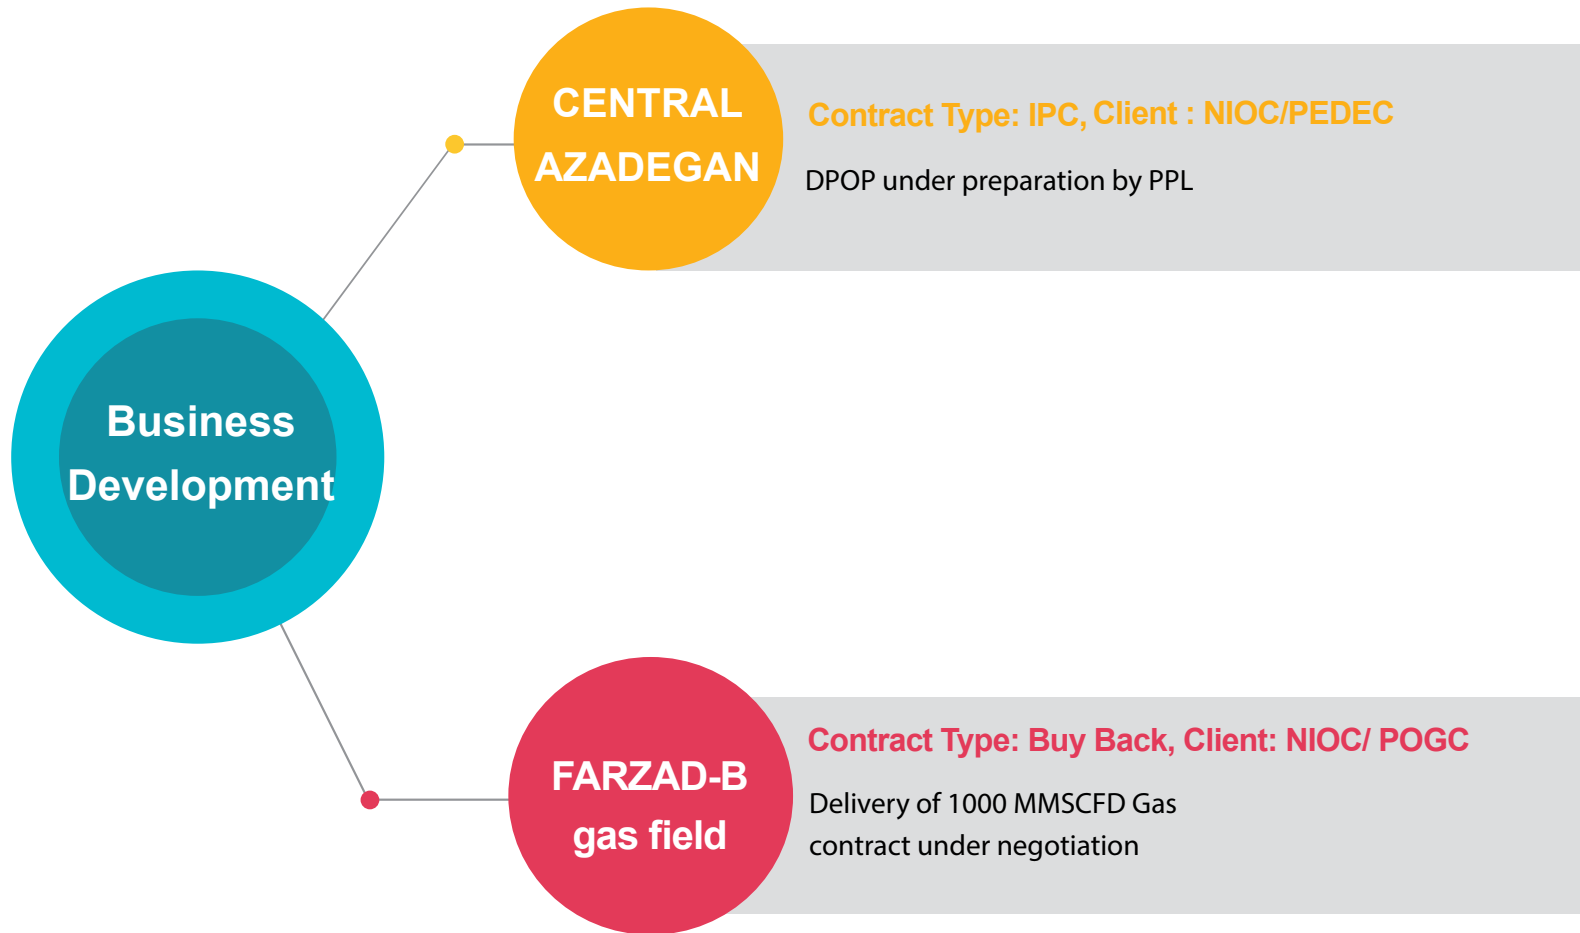 CENTRAL
AZADEGAN
Contract Type: IPC, Client : NIOC/PEDEC
DPOP under preparation by PPL
Business
Development
FARZAD-B
gas field
Contract Type: Buy Back, Client: NIOC/ POGC
Delivery of 1000 MMSCFD Gas
contract under negotiation